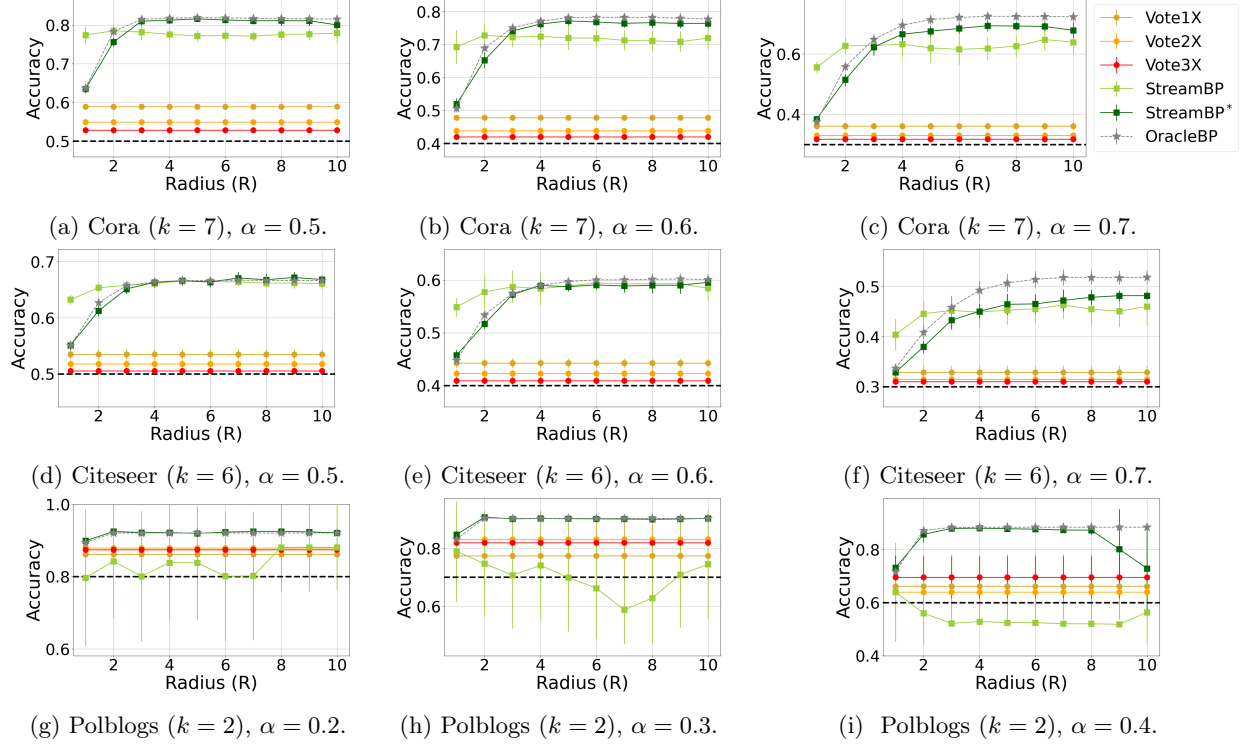 0.8
0.7
0.6
0.5
Accuracy
2 4 6 8 10
Radius (R)
(a) Cora (k = 7), α = 0.5.
0.8
0.7
0.6
0.5
0.4
Accuracy
2 4 6 8 10
Radius (R)
(b) Cora (k = 7), α = 0.6.
0.6
0.4
Accuracy
2 4 6 8 10
Radius (R)
(c) Cora (k = 7), α = 0.7.
Vote1X
Vote2X
Vote3X
StreamBP
StreamBP*
OracleBP
0.7
0.6
0.5
Accuracy
2 4 6 8 10
Radius (R)
(d) Citeseer (k = 6), α = 0.5.
0.6
0.5
0.4
Accuracy
2 4 6 8 10
Radius (R)
(e) Citeseer (k = 6), α = 0.6.
0.5
0.4
0.3
Accuracy
2 4 6 8 10
Radius (R)
(f) Citeseer (k = 6), α = 0.7.
1.0
0.8
0.6
Accuracy
2 4 6 8 10
Radius (R)
(g) Polblogs (k = 2), α = 0.2.
0.8
0.6
Accuracy
2 4 6 8 10
Radius (R)
(h) Polblogs (k = 2), α = 0.3.
0.8
0.6
0.4
Accuracy
2 4 6 8 10
Radius (R)
(i) Polblogs (k = 2), α = 0.4.